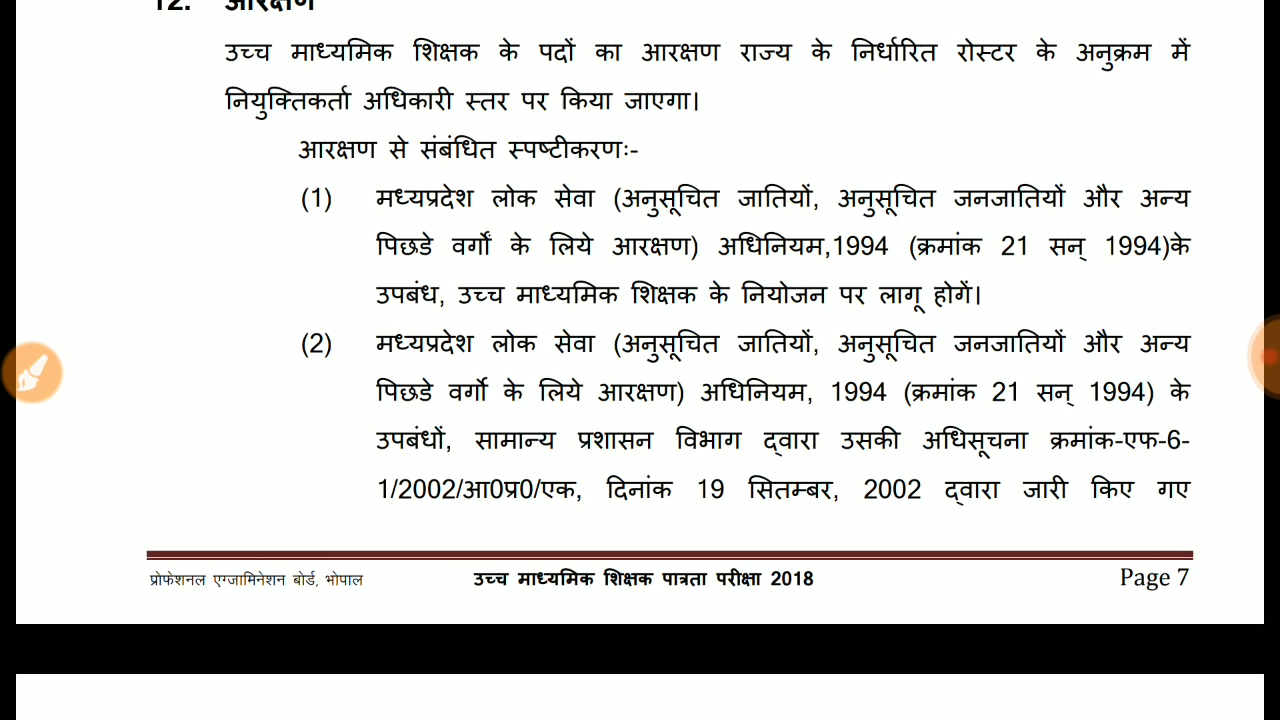 12. आरक्षण
उच्च माध्यमिक शिक्षक के पदों का आरक्षण राज्य के निर्धारित रोस्टर के अनुक्रम में
नियुक्तिकर्ता अधिकारी स्तर पर किया जाएगा।
आरक्षण से संबंधित स्पष्टीकरणः-
(1) मध्यप्रदेश लोक सेवा (अनुसूचित जातियों, अनुसूचित जनजातियों और अन्य
पिछडे वर्गों के लिये आरक्षण) अधिनियम,1994 (क्रमांक 21 सन् 1994)के
उपबंध, उच्च माध्यमिक शिक्षक के नियोजन पर लागू होगें।
(2) मध्यप्रदेश लोक सेवा (अनुसूचित जातियों, अनुसूचित जनजातियों और अन्य
पिछडे वर्गो के लिये आरक्षण) अधिनियम, 1994 (क्रमांक 21 सन् 1994) के
उपबंधों, सामान्य प्रशासन विभाग द्वारा उसकी अधिसूचना क्रमांक-एफ-6-
1/2002/आ0प्र0/एक, दिनांक 19 सितम्बर, 2002 द्वारा जारी किए गए
प्रोफेशनल एग्जामिनेशन बोर्ड, भोपाल उच्च माध्यमिक शिक्षक पात्रता परीक्षा 2018 Page 7